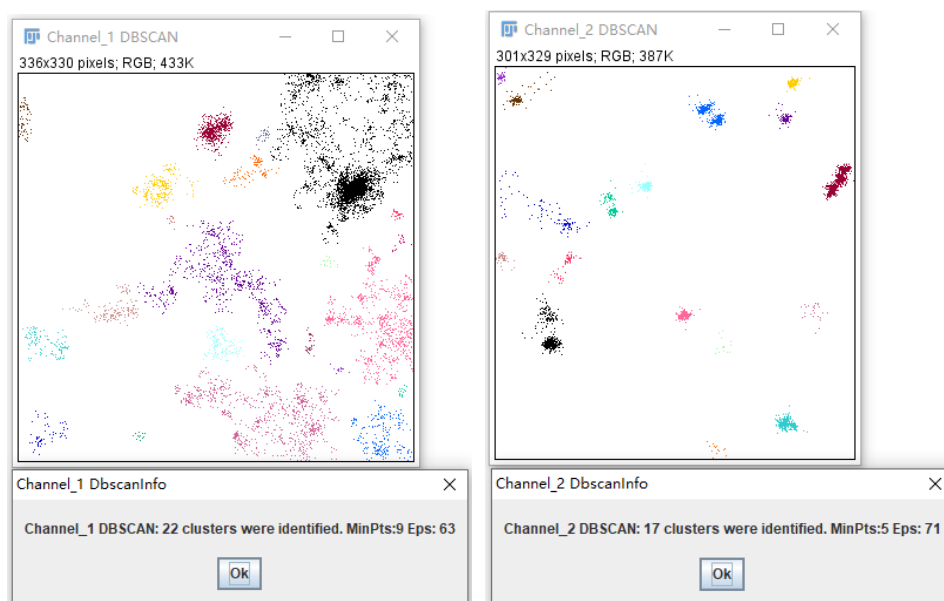 Channel_1 DBSCAN
336x330 pixels; RGB; 433K
Channel_2 DBSCAN
301x329 pixels; RGB; 387K
Channel_1 DbscanInfo
Channel_1 DBSCAN: 22 clusters were identified. MinPts:9 Eps: 63
Ok
Channel_2 DbscanInfo
Channel_2 DBSCAN: 17 clusters were identified. MinPts:5 Eps: 71
Ok